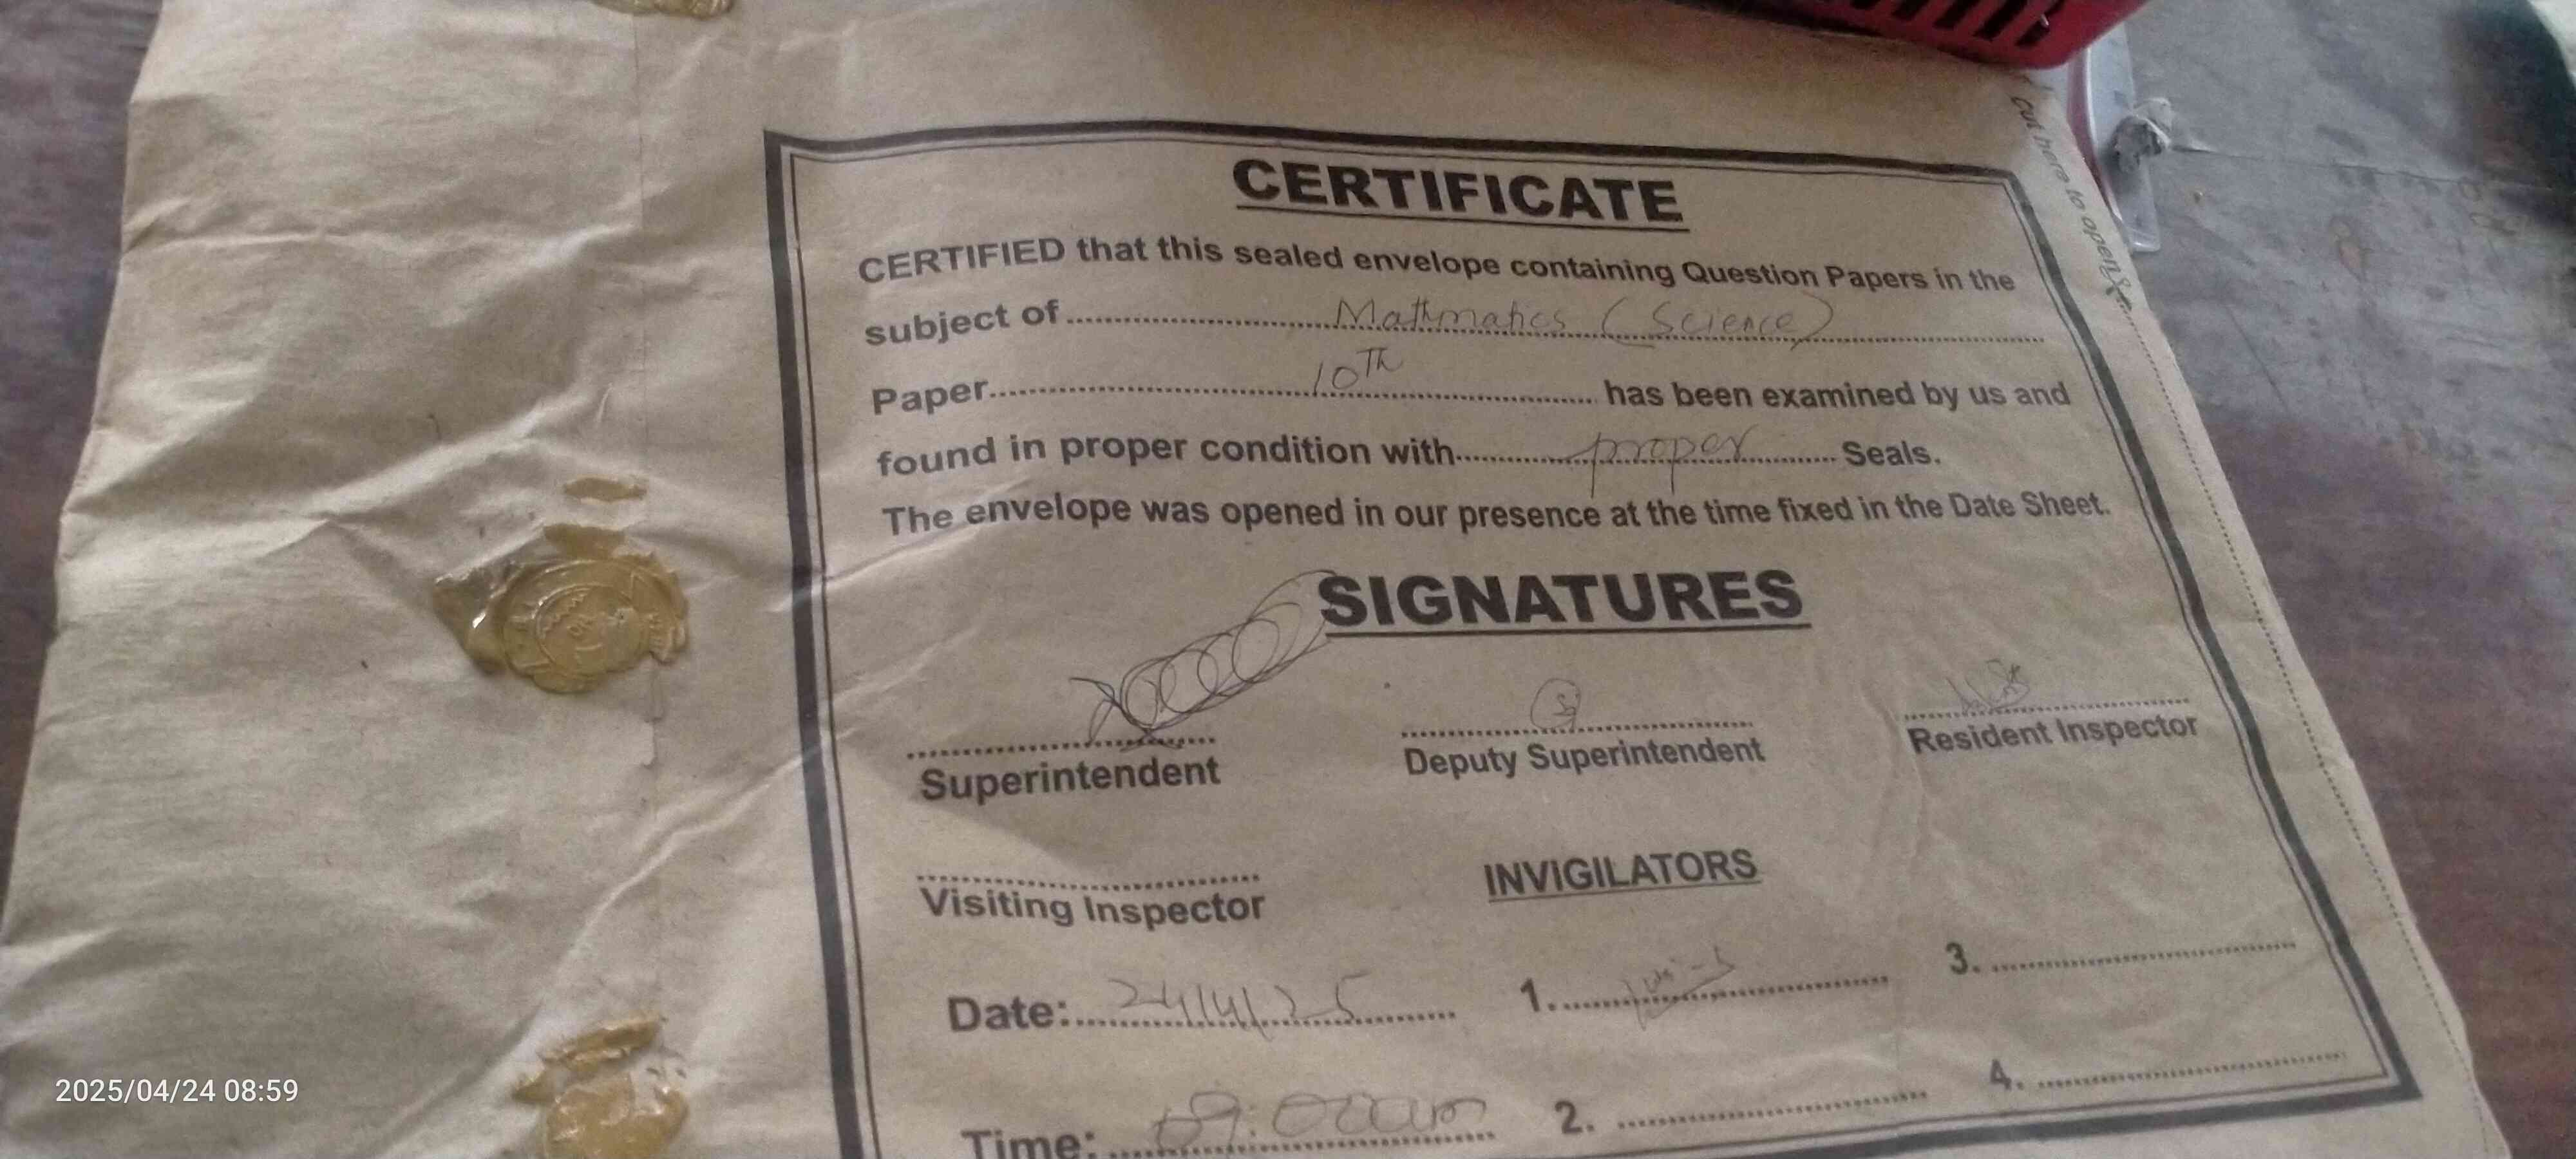 CERTIFICATE
CERTIFIED that this sealed envelope containing Question Papers in the
subject of Mathmatics (Science)
Paper 10Th has been examined by us and
found in proper condition with proper Seals.
The envelope was opened in our presence at the time fixed in the Date Sheet.
SIGNATURES
Superintendent Deputy Superintendent Resident Inspector
Visiting Inspector INVIGILATORS
Date: 24/4/25 1. 3.
Time: 09:00am 2. 4.
Cut here to open
2025/04/24 08:59